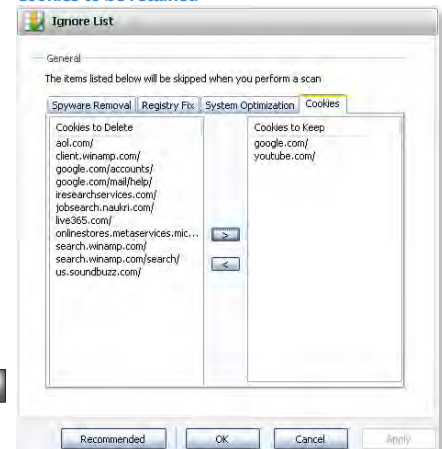 Cookies to be retained
Ignore List
General
The items listed below will be skipped when you perform a scan
Spyware Removal Registry Fix System Optimization Cookies
Cookies to Delete
aol.com/
client.winamp.com/
google.com/accounts/
google.com/mail/help/
iresearchservices.com/
jobsearch.naukri.com/
live365.com/
onlinestores.metaservices.mic...
search.winamp.com/
search.winamp.com/search/
us.soundbuzz.com/
>
<
Cookies to Keep
google.com/
youtube.com/
Recommended OK Cancel Apply